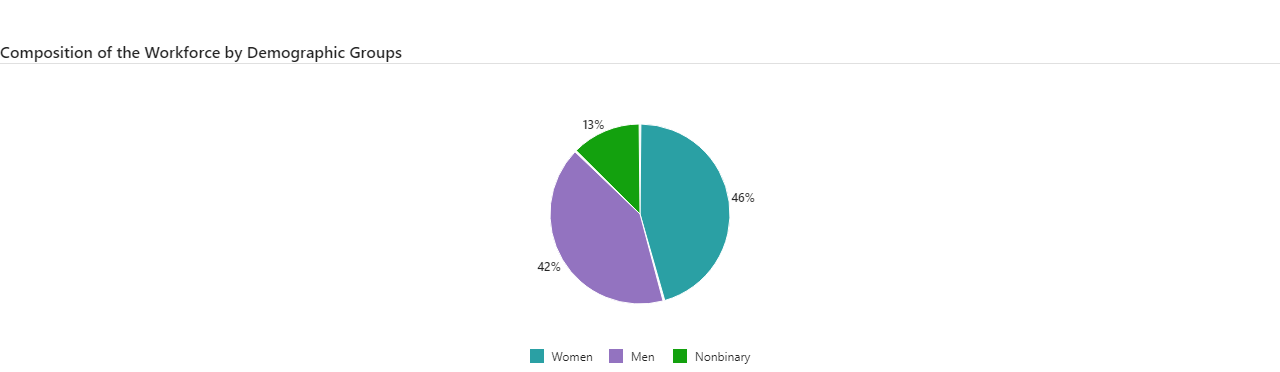 Composition of the Workforce by Demographic Groups
13%
46%
42%
Women Men Nonbinary